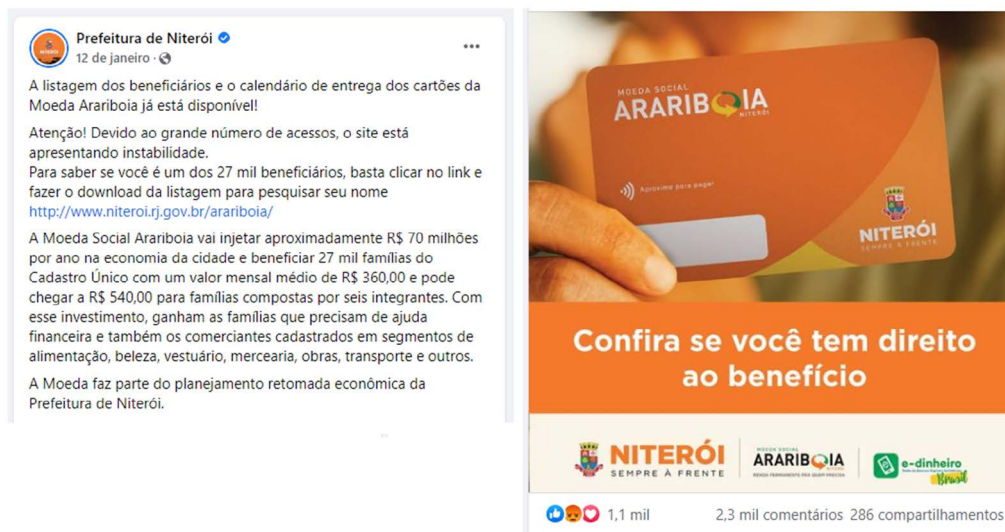 Prefeitura de Niterói
12 de janeiro ·
A listagem dos beneficiários e o calendário de entrega dos cartões da
Moeda Arariboia já está disponível!
Atenção! Devido ao grande número de acessos, o site está
apresentando instabilidade.
Para saber se você é um dos 27 mil beneficiários, basta clicar no link e
fazer o download da listagem para pesquisar seu nome
http://www.niteroi.rj.gov.br/arariboia/
A Moeda Social Arariboia vai injetar aproximadamente R$ 70 milhões
por ano na economia da cidade e beneficiar 27 mil famílias do
Cadastro Único com um valor mensal médio de R$ 360,00 e pode
chegar a R$ 540,00 para famílias compostas por seis integrantes. Com
esse investimento, ganham as famílias que precisam de ajuda
financeira e também os comerciantes cadastrados em segmentos de
alimentação, beleza, vestuário, mercearia, obras, transporte e outros.
A Moeda faz parte do planejamento retomada econômica da
Prefeitura de Niterói.
MOEDA SOCIAL
ARARIBOIA
NITERÓI
Aproxime para pagar
NITERÓI
SEMPRE À FRENTE
Confira se você tem direito
ao benefício
NITERÓI
SEMPRE À FRENTE
MOEDA SOCIAL
ARARIBOIA
NITERÓI
e-dinheiro
Brasil
1,1 mil
2,3 mil comentários 286 compartilhamentos